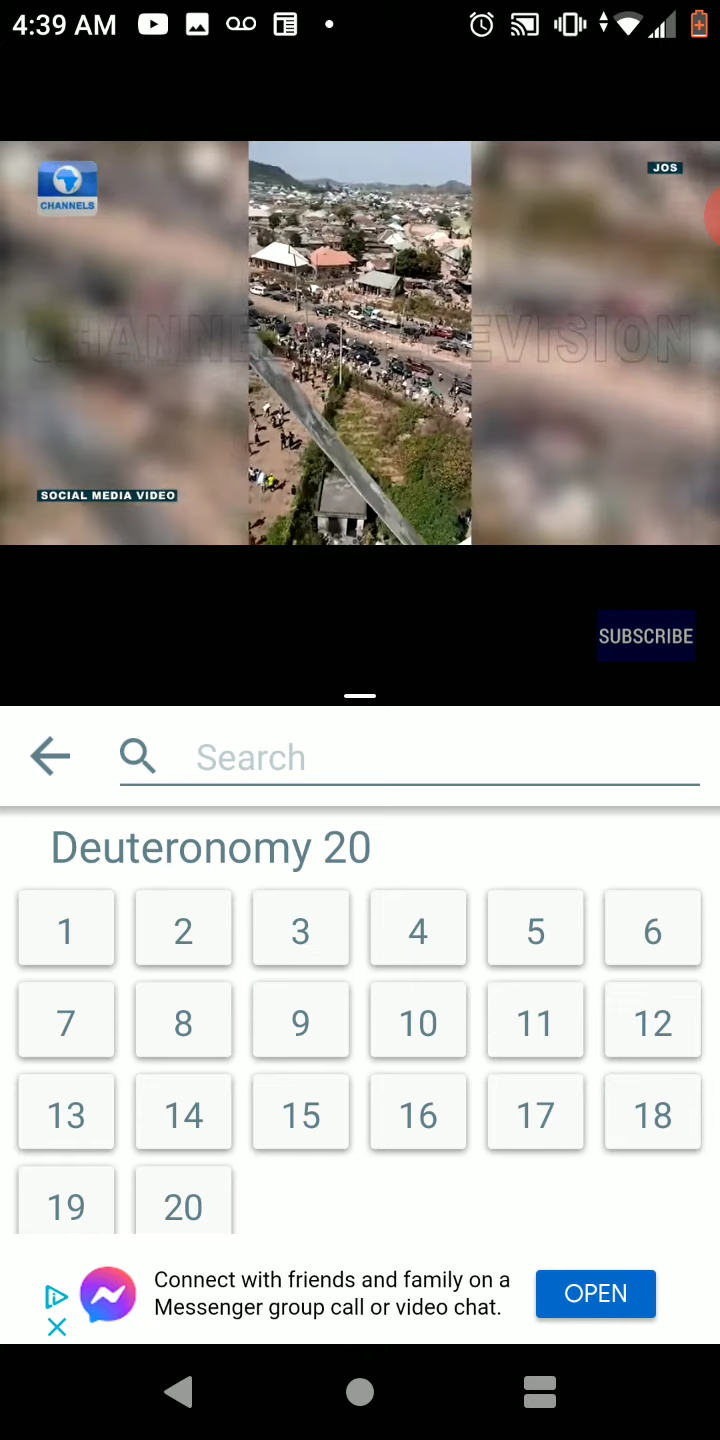 4:39 AM
CHANNELS
JOS
CHANNELS TELEVISION
SOCIAL MEDIA VIDEO
SUBSCRIBE
Search
Deuteronomy 20
1 2 3 4 5 6
7 8 9 10 11 12
13 14 15 16 17 18
19 20
Connect with friends and family on a
Messenger group call or video chat.
OPEN